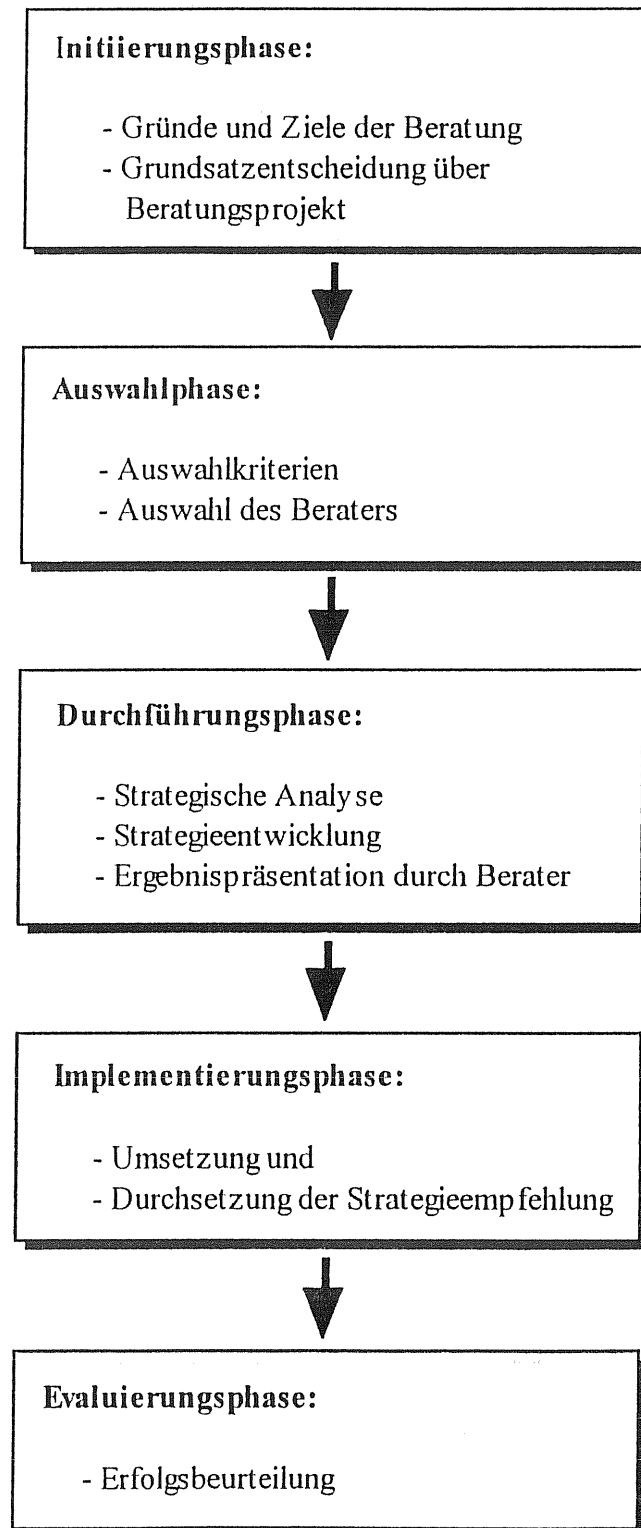 Initiierungsphase:
- Gründe und Ziele der Beratung
- Grundsatzentscheidung über
Beratungsprojekt
Auswahlphase:
- Auswahlkriterien
- Auswahl des Beraters
Durchführungsphase:
- Strategische Analyse
- Strategieentwicklung
- Ergebnispräsentation durch Berater
Implementierungsphase:
- Umsetzung und
- Durchsetzung der Strategieempfehlung
Evaluierungsphase:
- Erfolgsbeurteilung